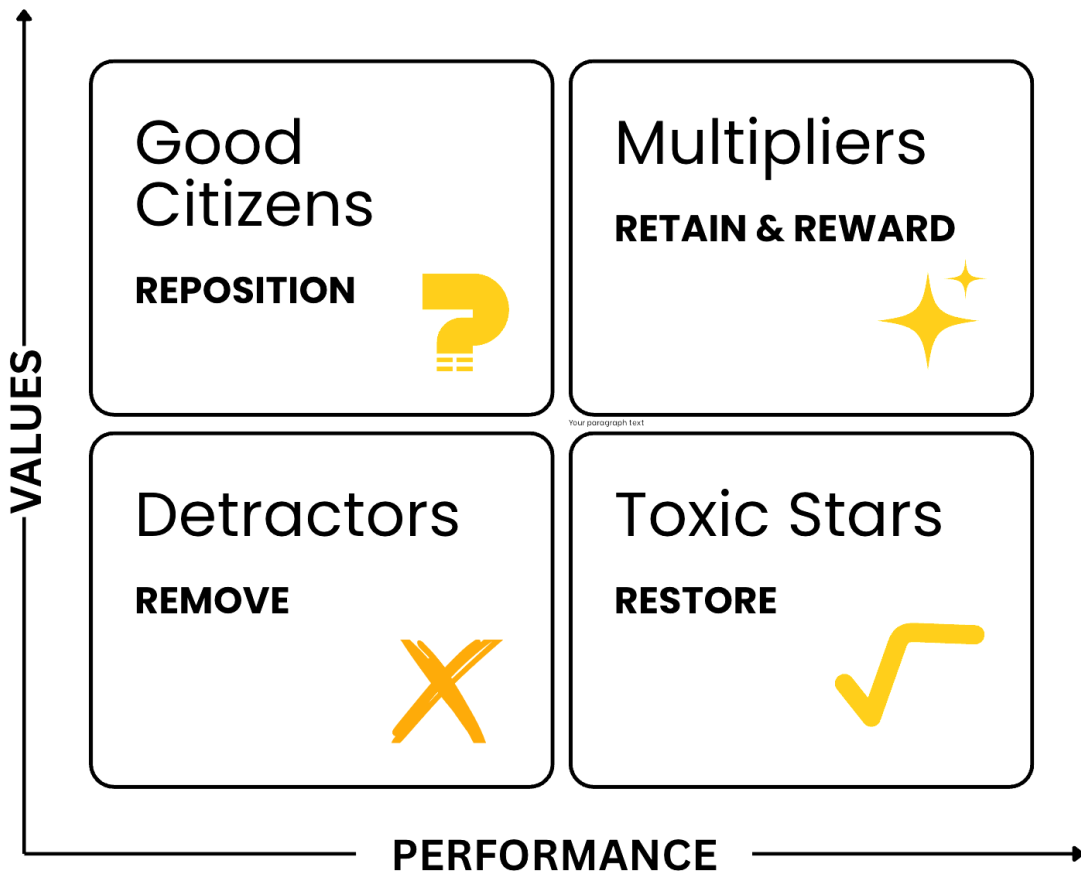 Good
Citizens
REPOSITION
Multipliers
RETAIN & REWARD
VALUES
Your paragraph text
Detractors
REMOVE
Toxic Stars
RESTORE
PERFORMANCE